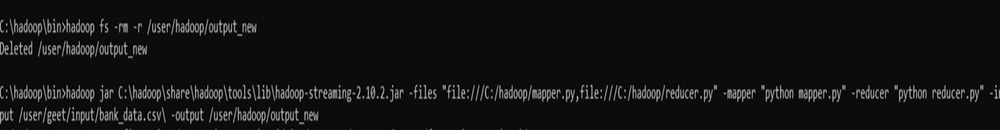 C:\hadoop\bin>hadoop fs -rm -r /user/hadoop/output_new
Deleted /user/hadoop/output_new
C:\hadoop\bin>hadoop jar C:\hadoop\share\hadoop\tools\lib\hadoop-streaming-2.10.2.jar -files "file:///C:/hadoop/mapper.py,file:///C:/hadoop/reducer.py" -mapper "python mapper.py" -reducer "python reducer.py" -in
put /user/geet/input/bank_data.csv\ -output /user/hadoop/output_new